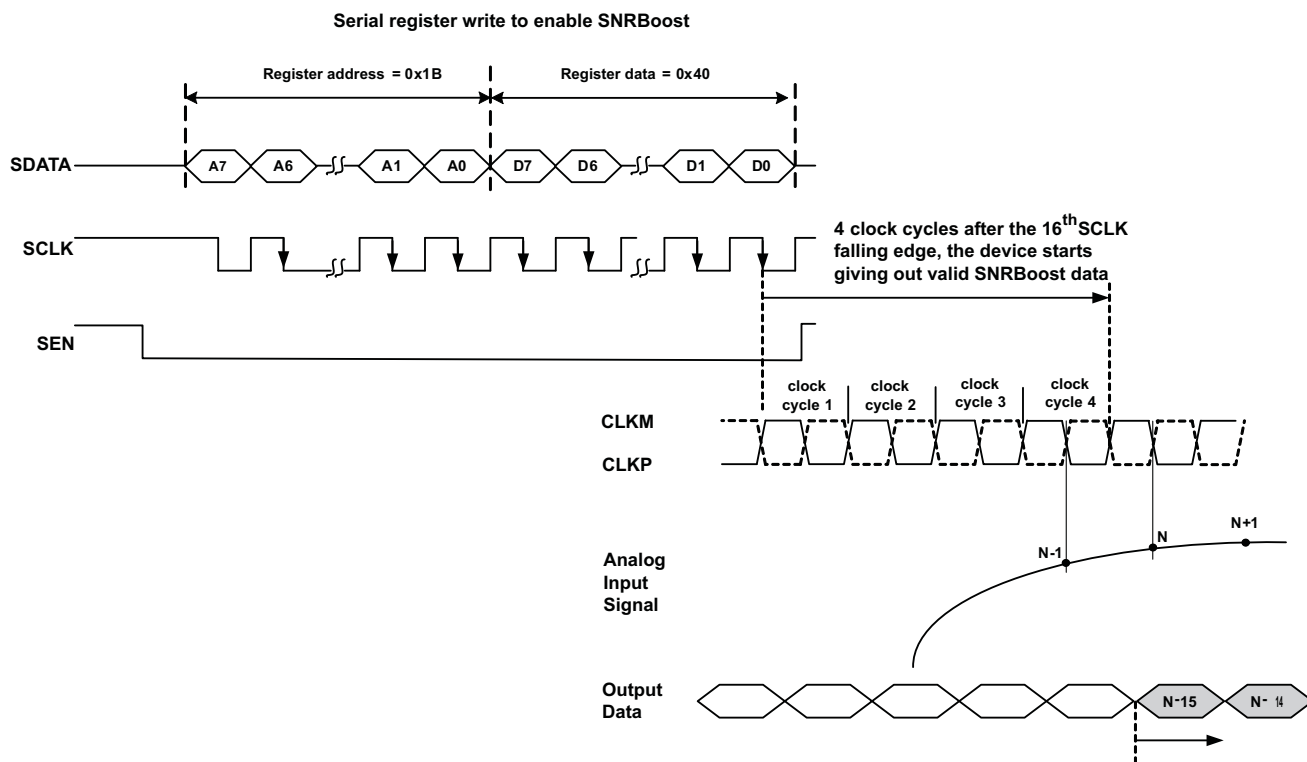 Serial register write to enable SNRBoost
Register address = 0x1B
Register data = 0x40
SDATA
A7
A6
A1
A0
D7
D6
D1
D0
SCLK
4 clock cycles after the 16th SCLK
falling edge, the device starts
giving out valid SNRBoost data
SEN
clock
cycle 1
clock
cycle 2
clock
cycle 3
clock
cycle 4
CLKM
CLKP
Analog
Input
Signal
N-1
N
N+1
Output
Data
N-15
N- 14